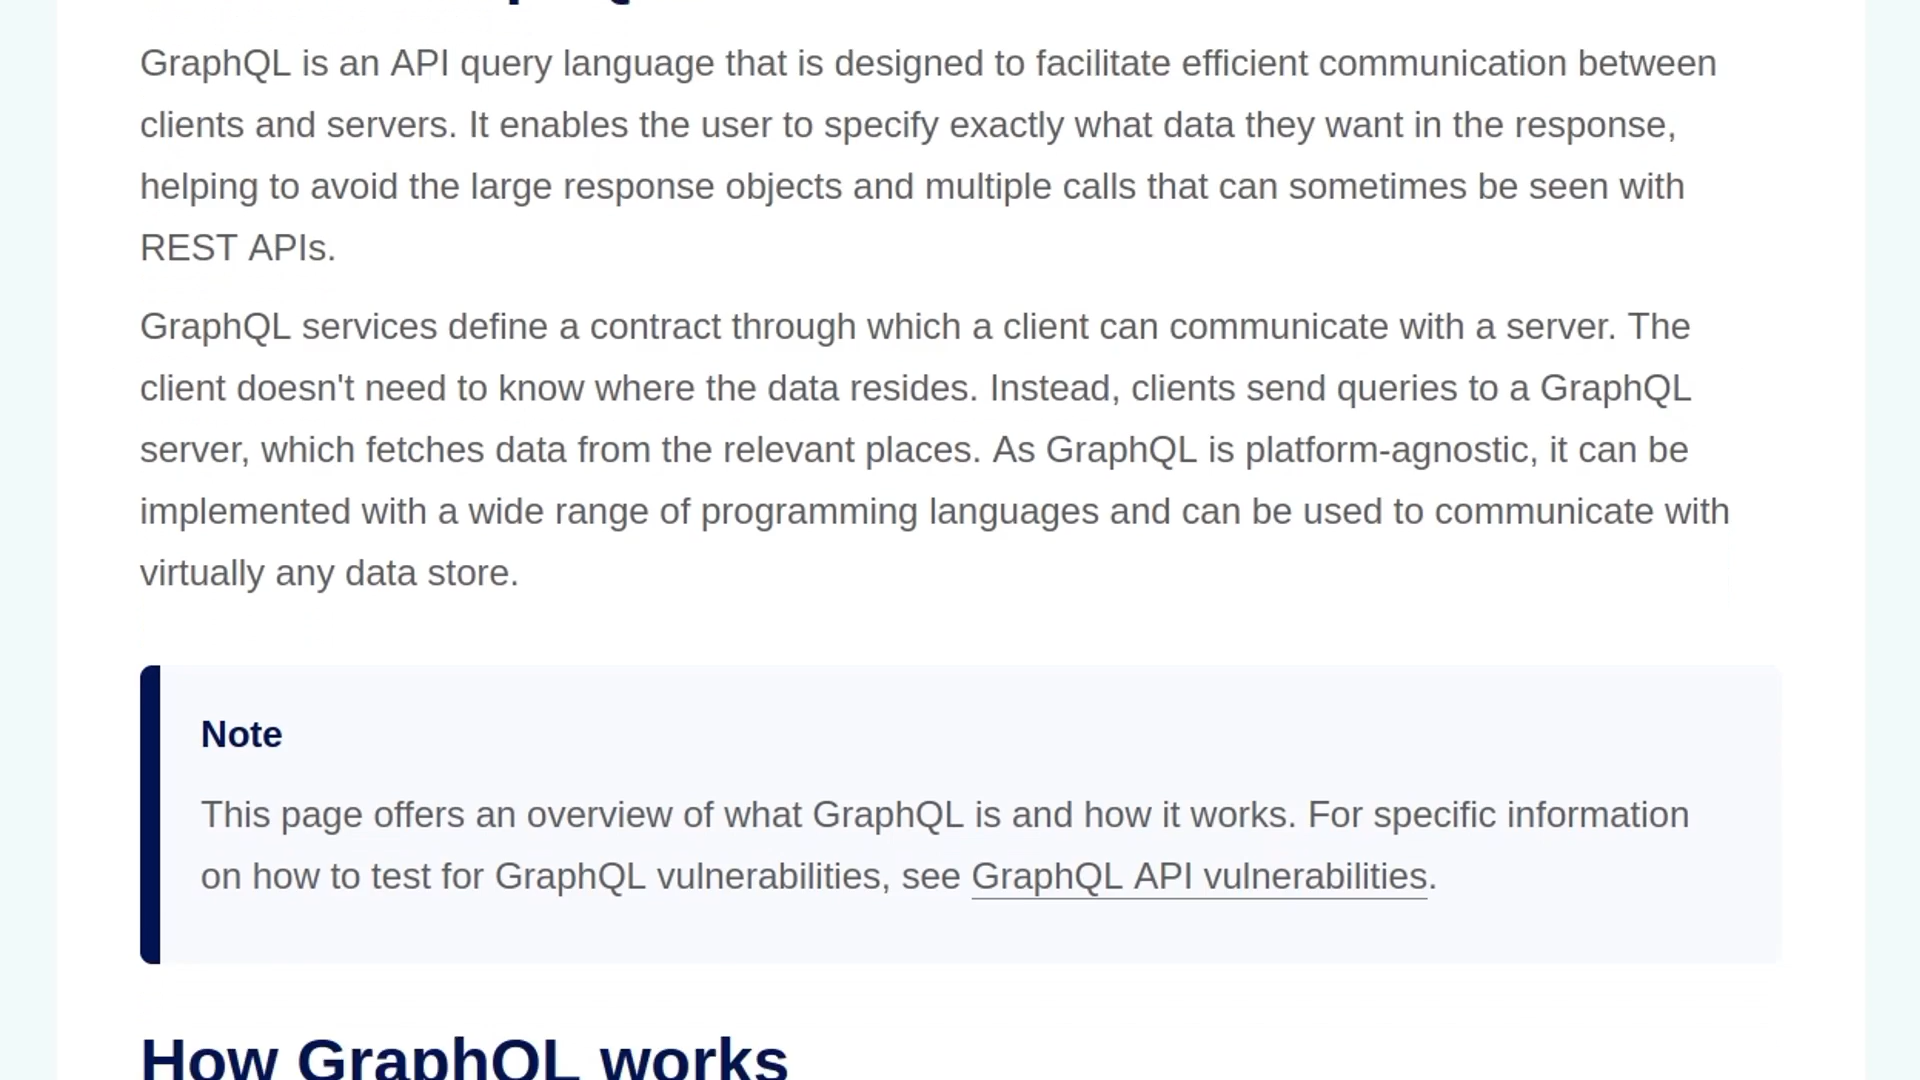 GraphQL is an API query language that is designed to facilitate efficient communication between
clients and servers. It enables the user to specify exactly what data they want in the response,
helping to avoid the large response objects and multiple calls that can sometimes be seen with
REST APIs.
GraphQL services define a contract through which a client can communicate with a server. The
client doesn't need to know where the data resides. Instead, clients send queries to a GraphQL
server, which fetches data from the relevant places. As GraphQL is platform-agnostic, it can be
implemented with a wide range of programming languages and can be used to communicate with
virtually any data store.
Note
This page offers an overview of what GraphQL is and how it works. For specific information
on how to test for GraphQL vulnerabilities, see GraphQL API vulnerabilities.
How GraphQL works